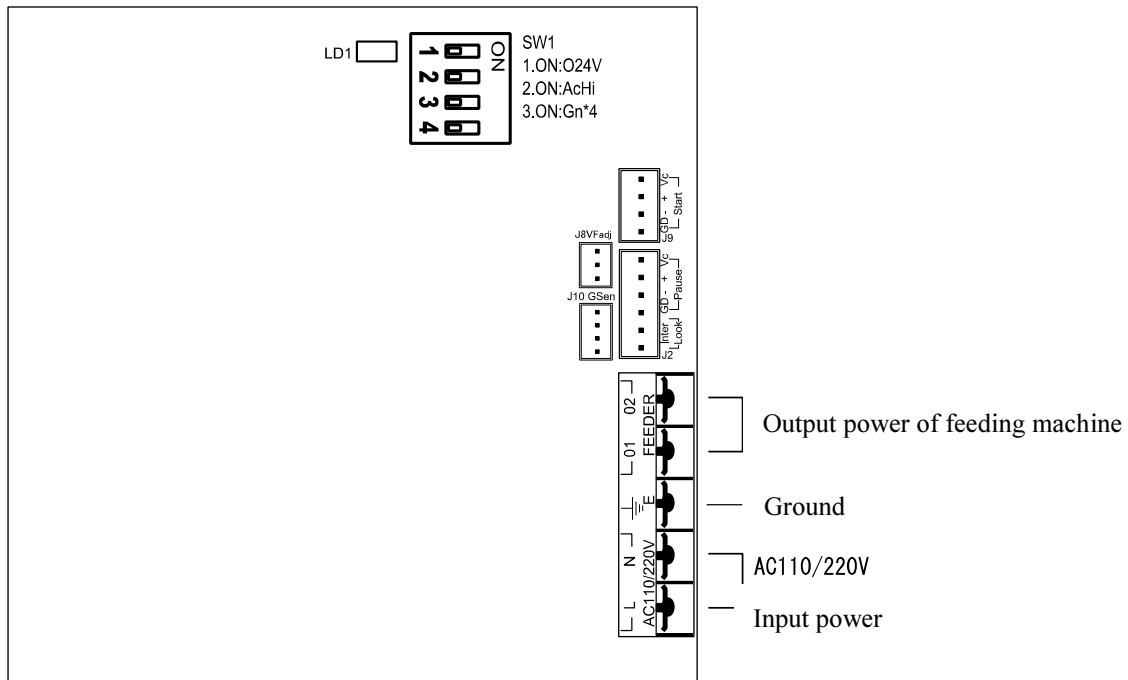 LD1
1
2
3
4
ON
SW1
1.ON:O24V
2.ON:AcHi
3.ON:Gn*4
Vc
+
-
GD
Start
J9
J8VFadj
Vc
+
-
GD
Pause
Inter
Look
J2
J10 GSen
02
01
FEEDER
E
N
L
AC110/220V
Output power of feeding machine
Ground
AC110/220V
Input power